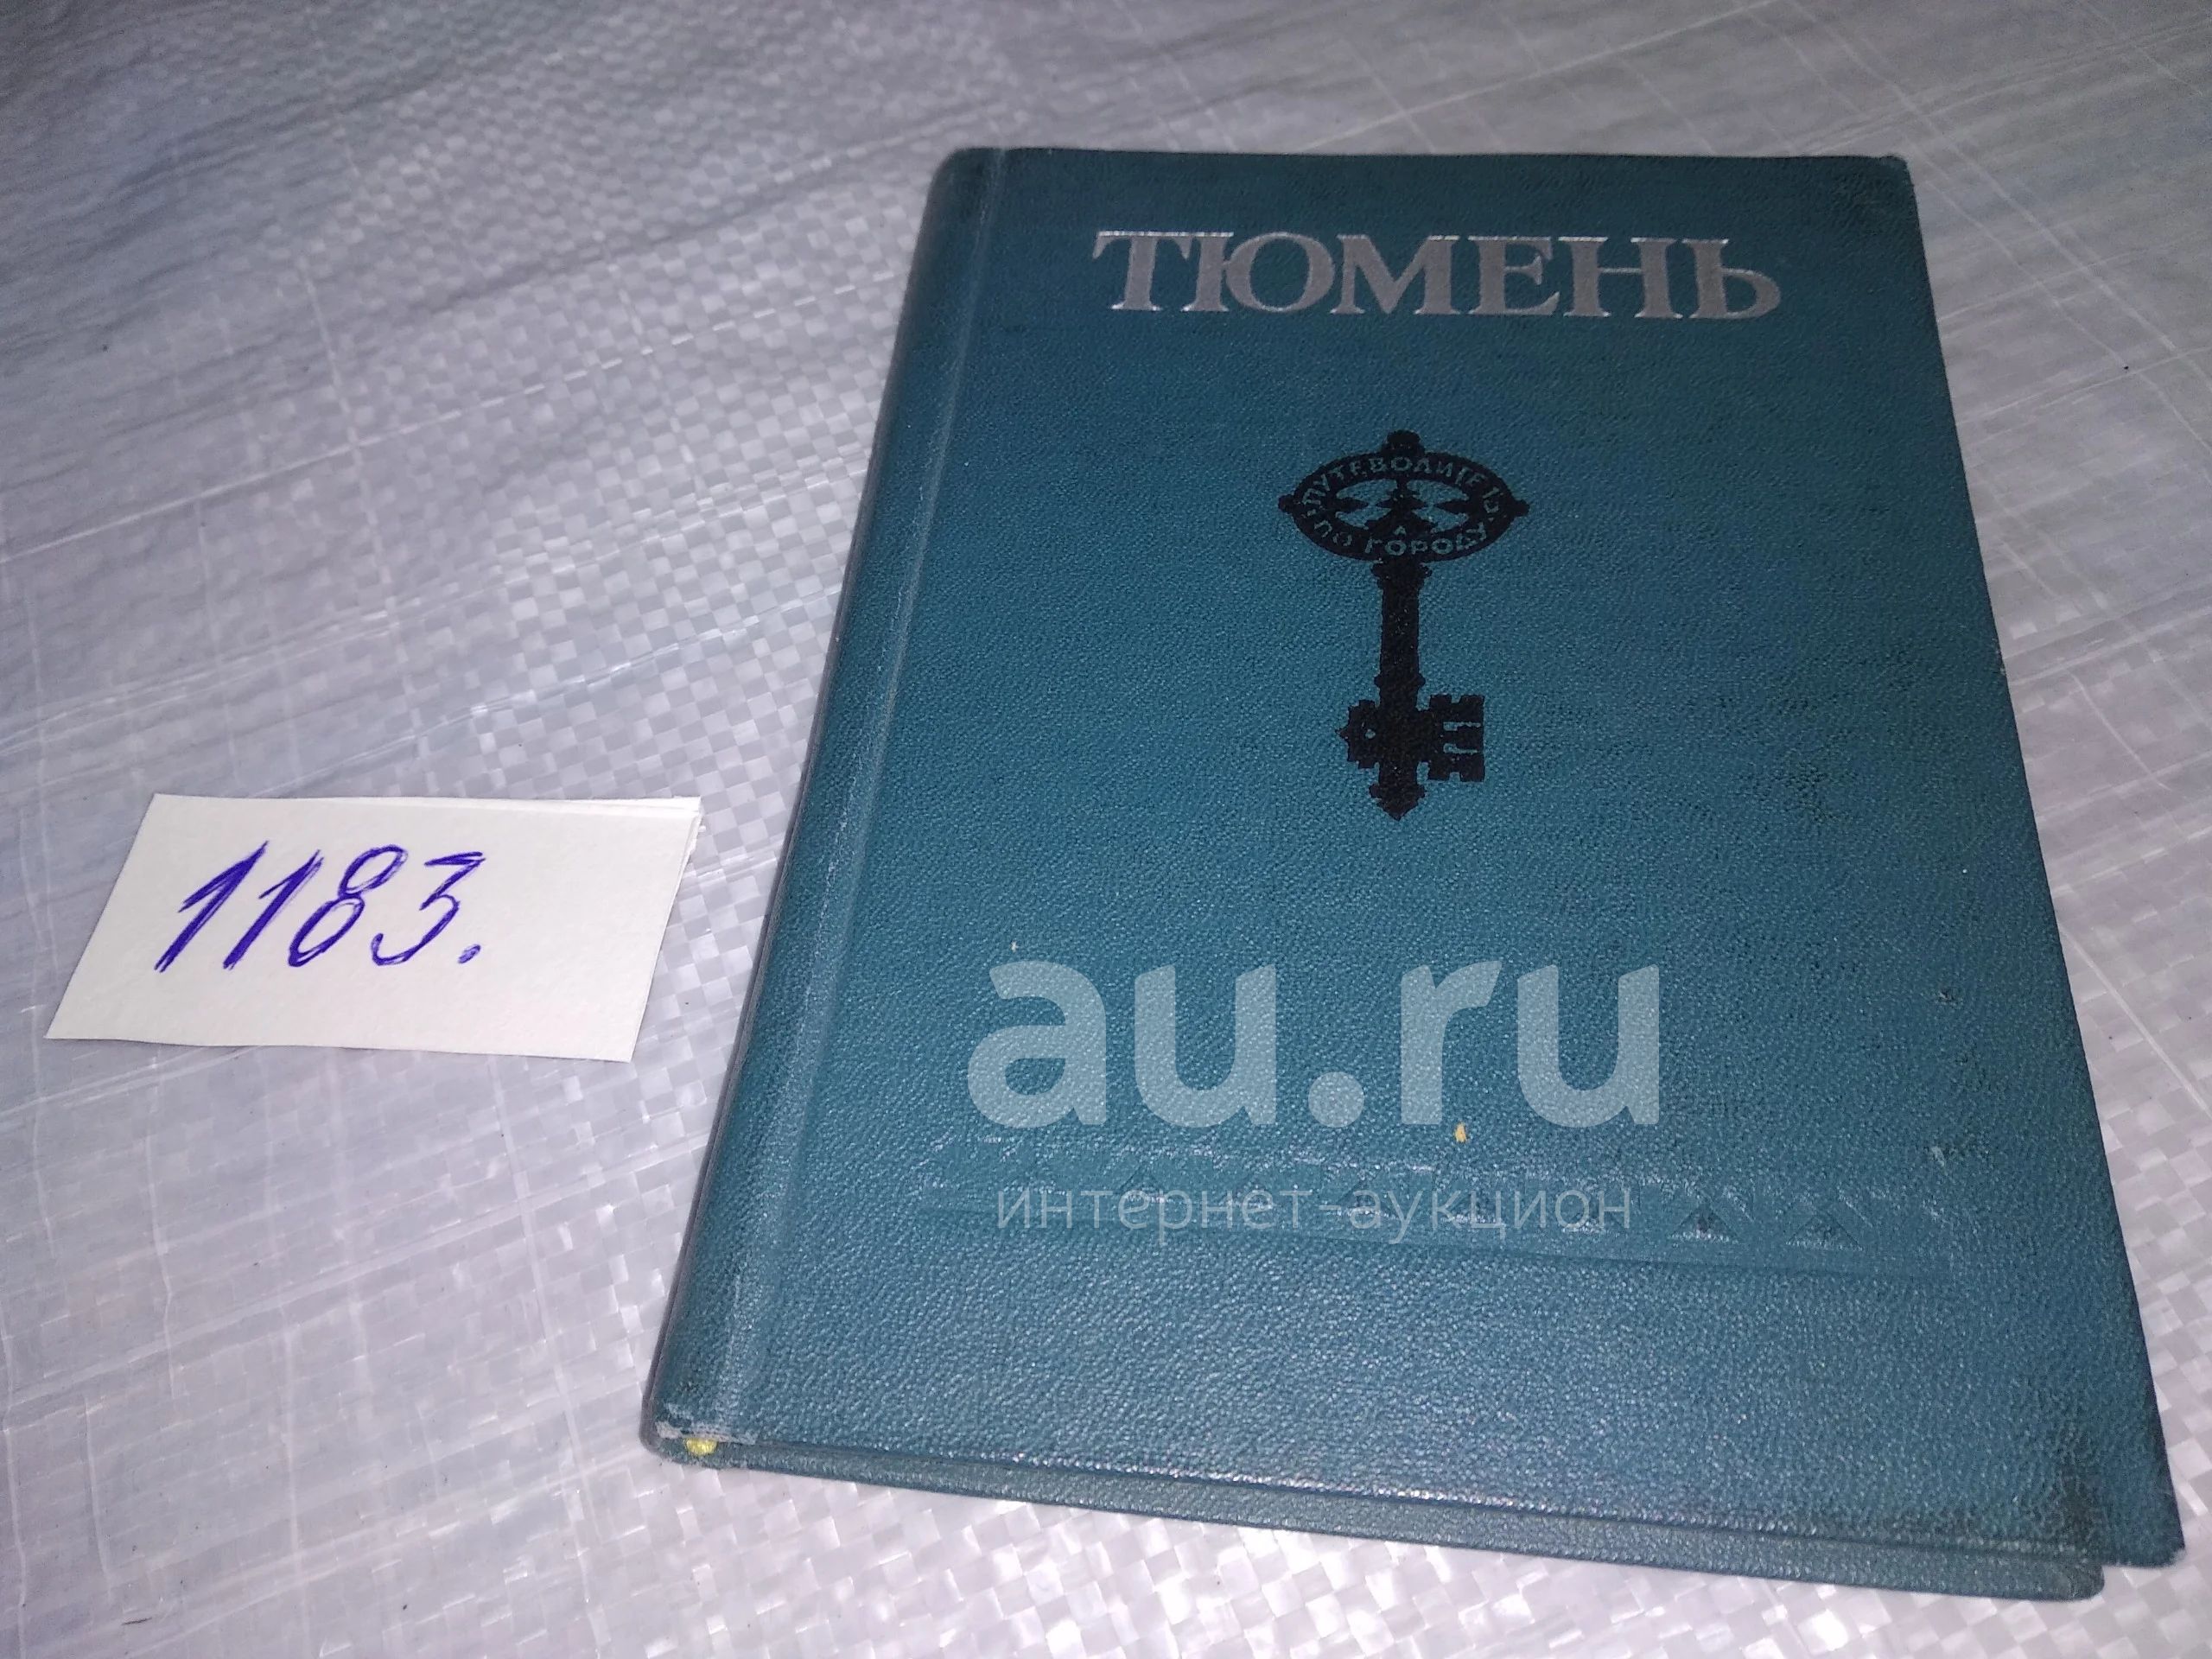 ТЮМЕНЬ
ПУТЕВОДИТЕЛЬ
ПО ГОРОДУ
1183.
au.ru
интернет-аукцион